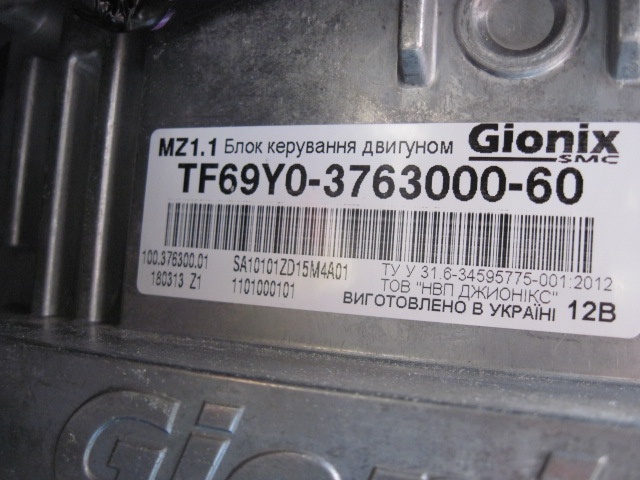 MZ1.1 Блок керування двигуном Gionix
SMC
TF69Y0-3763000-60
100.376300.01 SA10101ZD15M4A01 ТУ У 31.6-34595775-001:2012
180313 Z1 1101000101 ТОВ "НВП ДЖИОНІКС"
ВИГОТОВЛЕНО В УКРАЇНІ 12В
Gioni